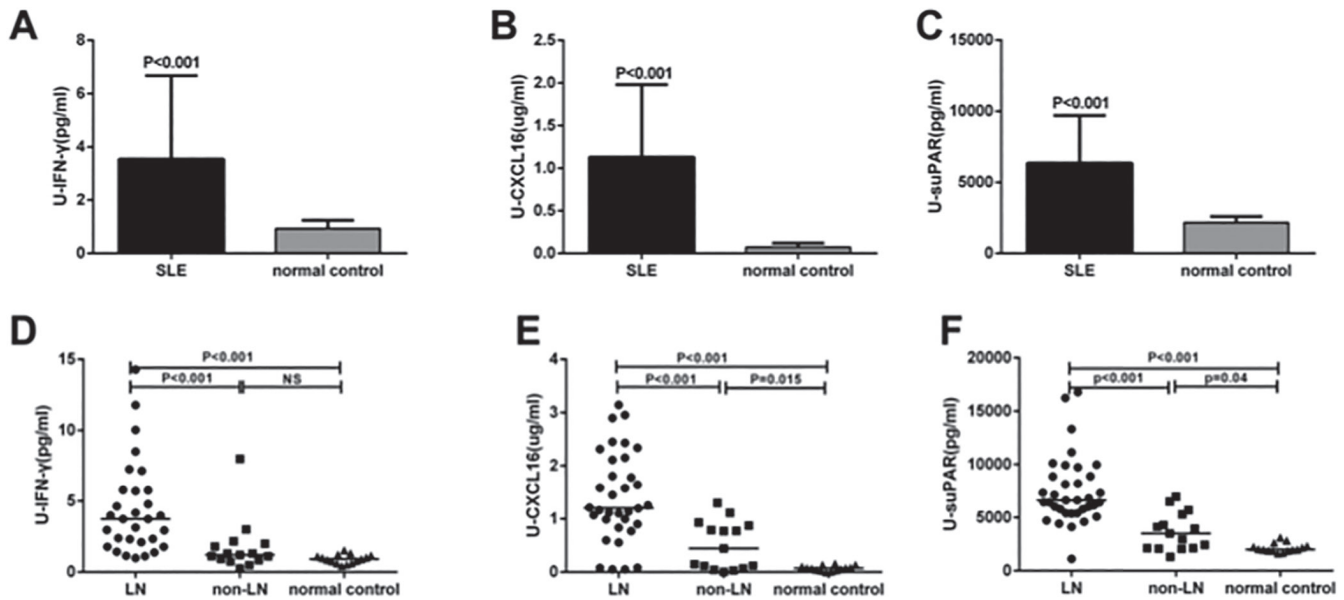 A
U-IFN-γ(pg/ml)
8
6
4
2
0
P<0.001
SLE
normal control
B
U-CXCL16(ug/ml)
2.5
2.0
1.5
1.0
0.5
0.0
P<0.001
SLE
normal control
C
U-suPAR(pg/ml)
15000
10000
5000
0
P<0.001
SLE
normal control
D
U-IFN-γ(pg/ml)
15
10
5
0
P<0.001
P<0.001
NS
LN
non-LN
normal control
E
U-CXCL16(ug/ml)
4
3
2
1
0
P<0.001
P<0.001
P=0.015
LN
non-LN
normal control
F
U-suPAR(pg/ml)
20000
15000
10000
5000
0
P<0.001
p<0.001
p=0.04
LN
non-LN
normal control